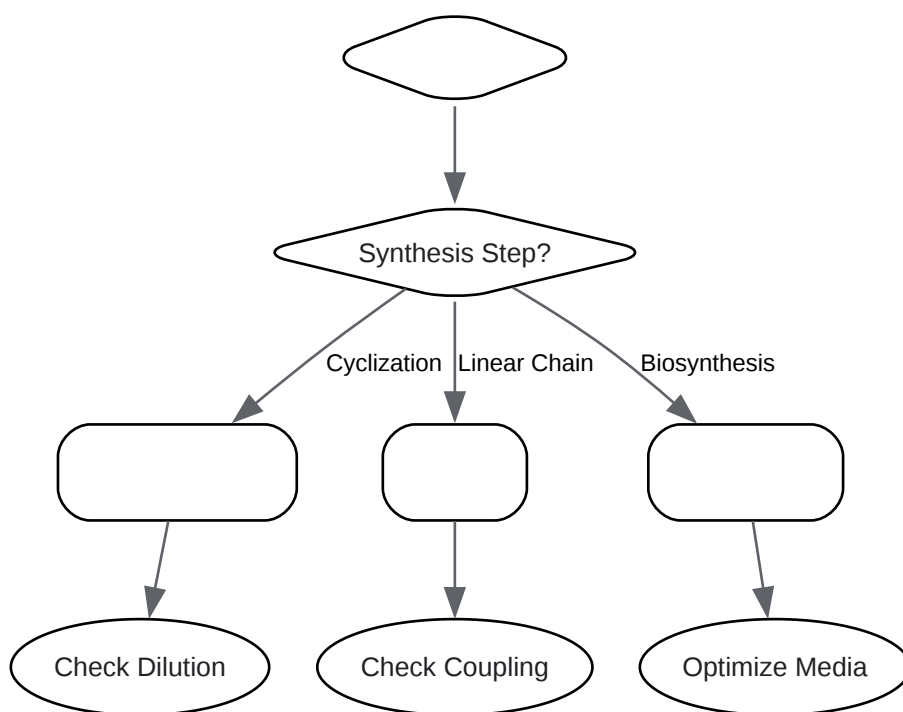 Synthesis Step?
Cyclization
Linear Chain
Biosynthesis
Check Dilution
Check Coupling
Optimize Media